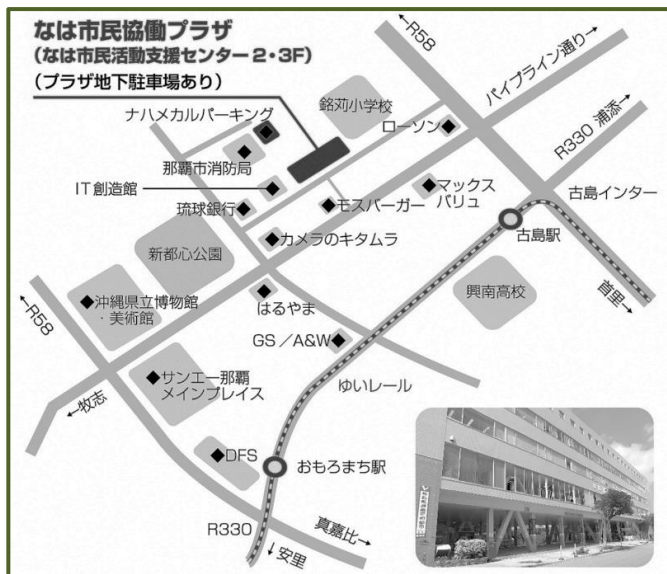 なは市民協働プラザ
(なは市民活動支援センター2・3F)
(プラザ地下駐車場あり)
←R58
パイプライン通り→
R330 浦添→
銘苅小学校
ナハメカルパーキング
ローソン
那覇市消防局
IT創造館
マックス
バリュ
古島インター
琉球銀行
モスバーガー
カメラのキタムラ
古島駅
新都心公園
興南高校
首里→
←R58
沖縄県立博物館
・美術館
はるやま
GS/A&W
ゆいレール
サンエー那覇
メインプレイス
←牧志
DFS
おもろまち駅
R330
真嘉比→
↓安里